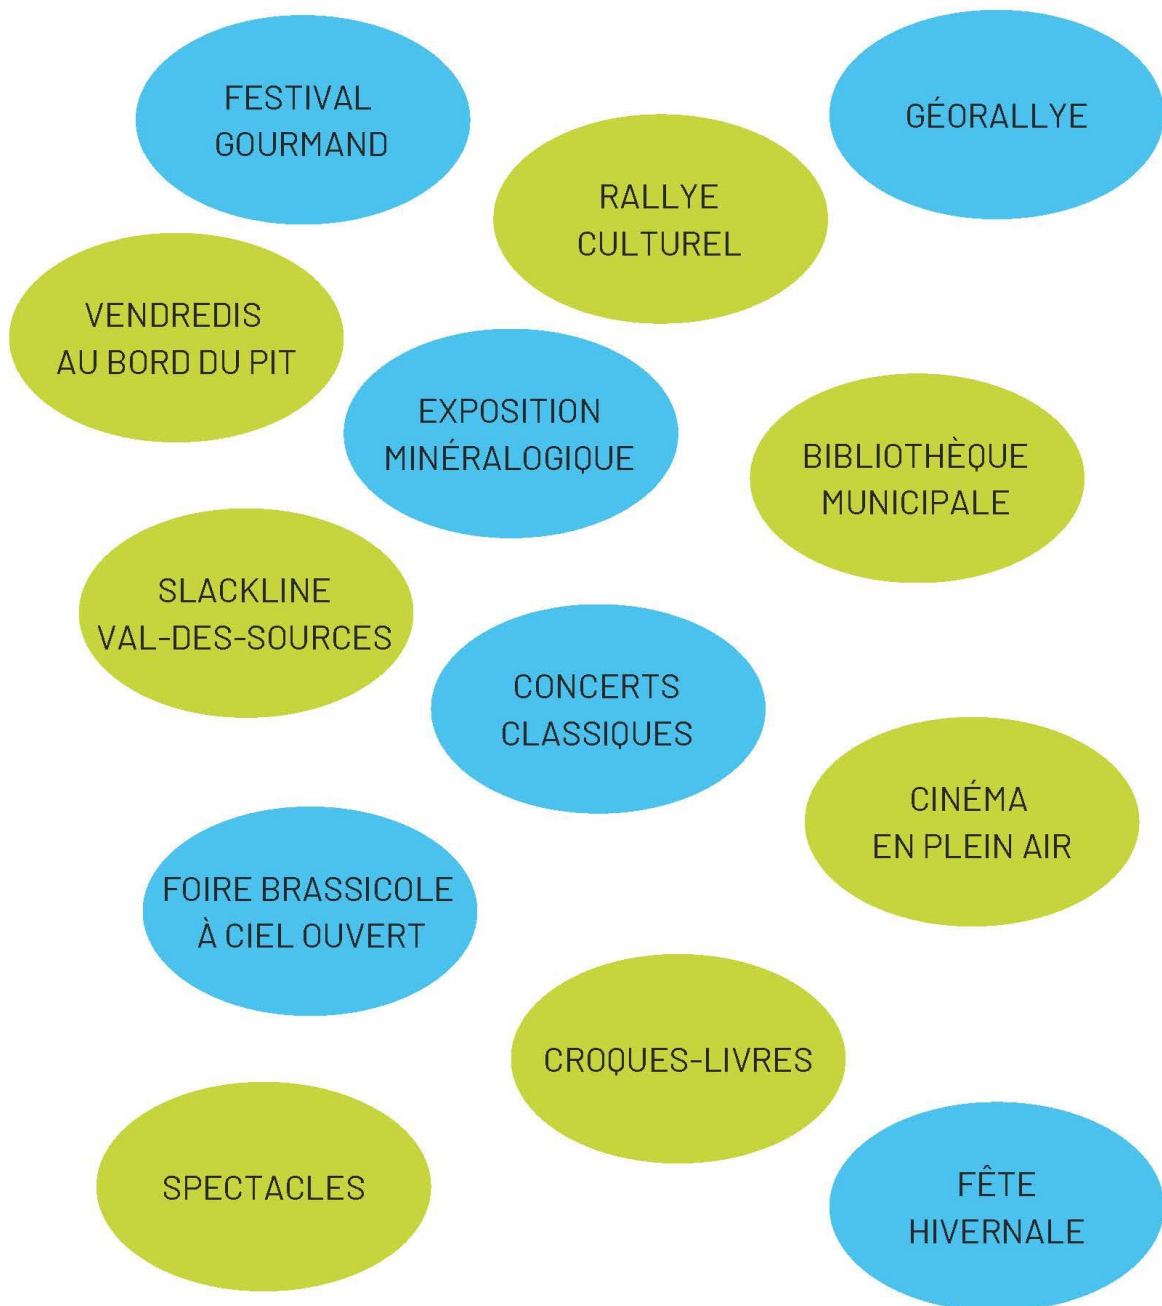 FESTIVAL
GOURMAND
GÉORALLYE
RALLYE
CULTUREL
VENDREDIS
AU BORD DU PIT
EXPOSITION
MINÉRALOGIQUE
BIBLIOTHÈQUE
MUNICIPALE
SLACKLINE
VAL-DES-SOURCES
CONCERTS
CLASSIQUES
CINÉMA
EN PLEIN AIR
FOIRE BRASSICOLE
À CIEL OUVERT
CROQUES-LIVRES
SPECTACLES
FÊTE
HIVERNALE